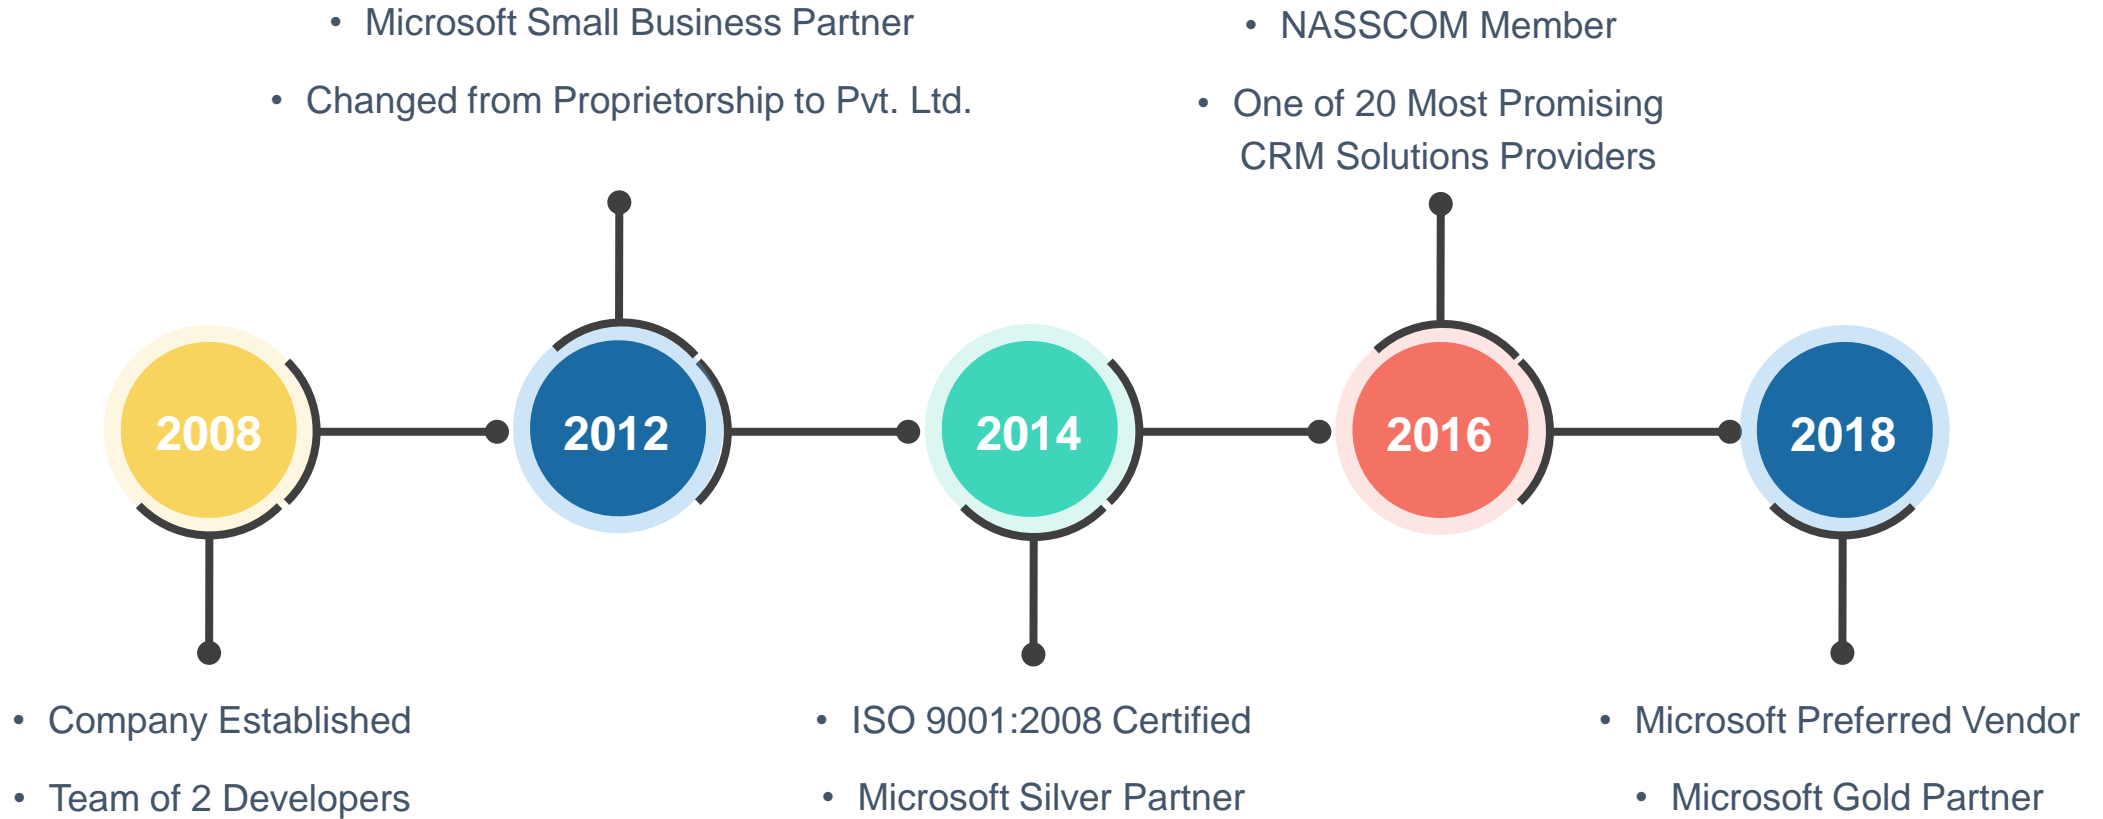 • Microsoft Small Business Partner
• Changed from Proprietorship to Pvt. Ltd.
• NASSCOM Member
• One of 20 Most Promising
CRM Solutions Providers
2008
2012
2014
2016
2018
• Company Established
• Team of 2 Developers
• ISO 9001:2008 Certified
• Microsoft Silver Partner
• Microsoft Preferred Vendor
• Microsoft Gold Partner